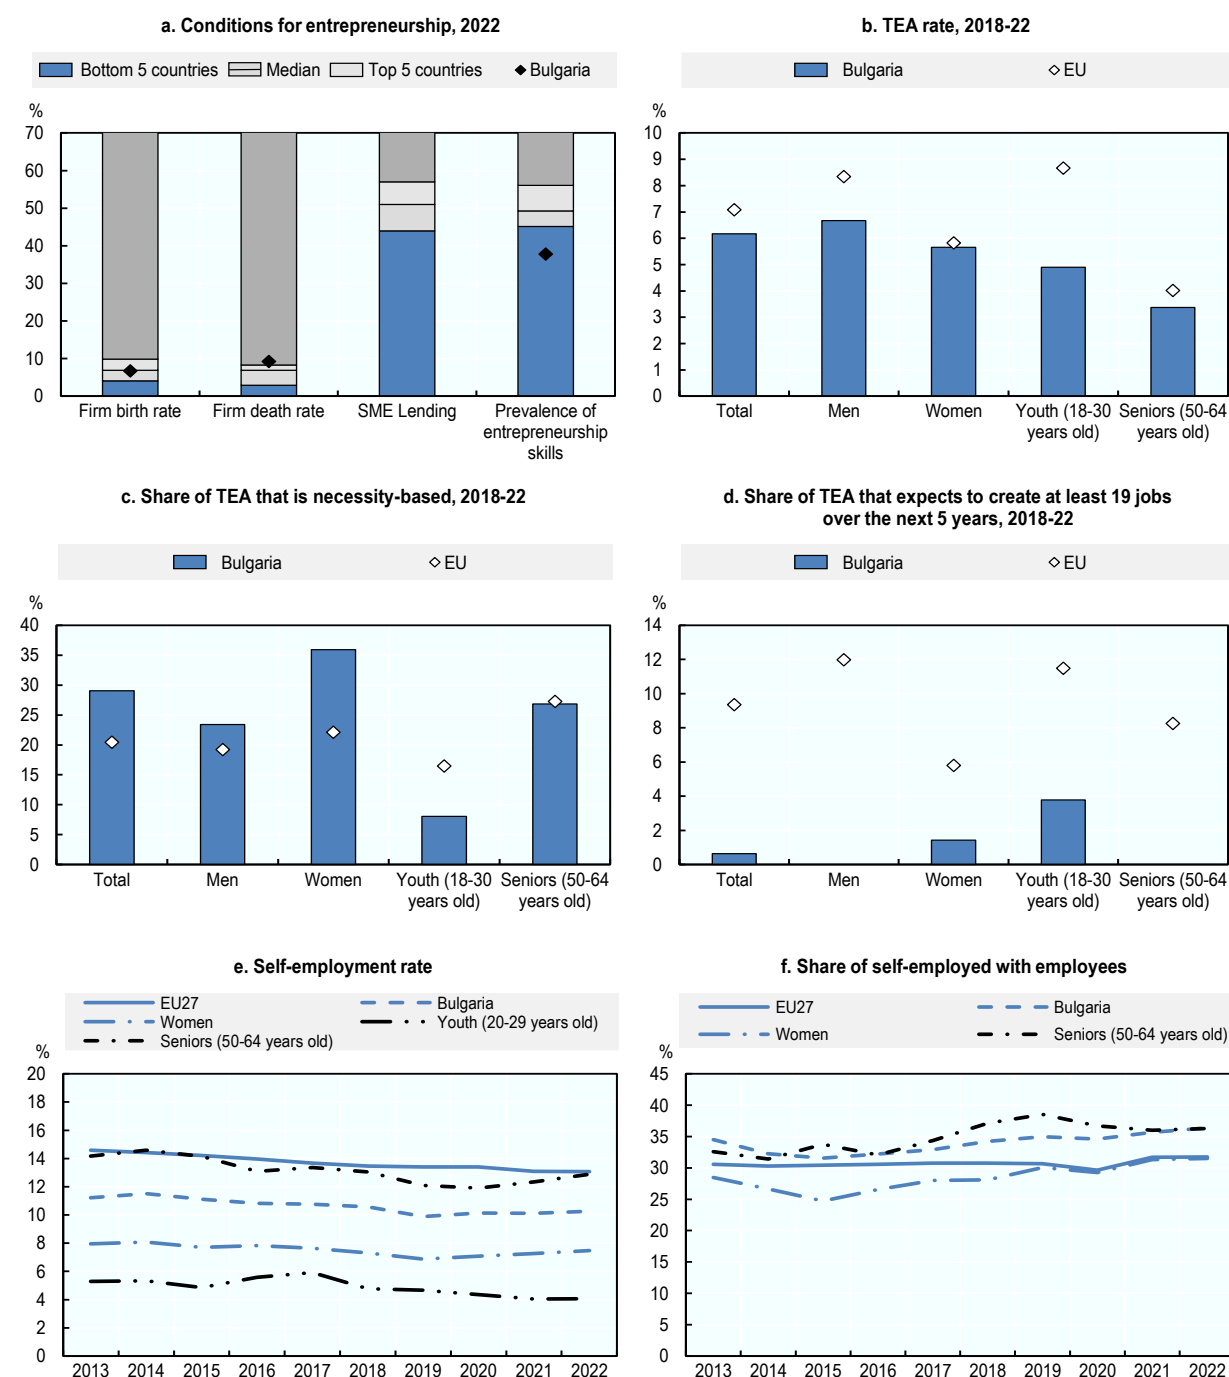 a. Conditions for entrepreneurship, 2022
Bottom 5 countries Median Top 5 countries Bulgaria
%
70
60
50
40
30
20
10
0
Firm birth rate Firm death rate SME Lending Prevalence of
entrepreneurship
skills
b. TEA rate, 2018-22
Bulgaria EU
%
10
9
8
7
6
5
4
3
2
1
0
Total Men Women Youth (18-30 Seniors (50-64
years old) years old)
c. Share of TEA that is necessity-based, 2018-22
Bulgaria EU
%
40
35
30
25
20
15
10
5
0
Total Men Women Youth (18-30 Seniors (50-64
years old) years old)
d. Share of TEA that expects to create at least 19 jobs
over the next 5 years, 2018-22
Bulgaria EU
%
14
12
10
8
6
4
2
0
Total Men Women Youth (18-30 Seniors (50-64
years old) years old)
e. Self-employment rate
EU27 Bulgaria
Women Youth (20-29 years old)
Seniors (50-64 years old)
%
20
18
16
14
12
10
8
6
4
2
0
2013 2014 2015 2016 2017 2018 2019 2020 2021 2022
f. Share of self-employed with employees
EU27 Bulgaria
Women Seniors (50-64 years old)
%
45
40
35
30
25
20
15
10
5
0
2013 2014 2015 2016 2017 2018 2019 2020 2021 2022